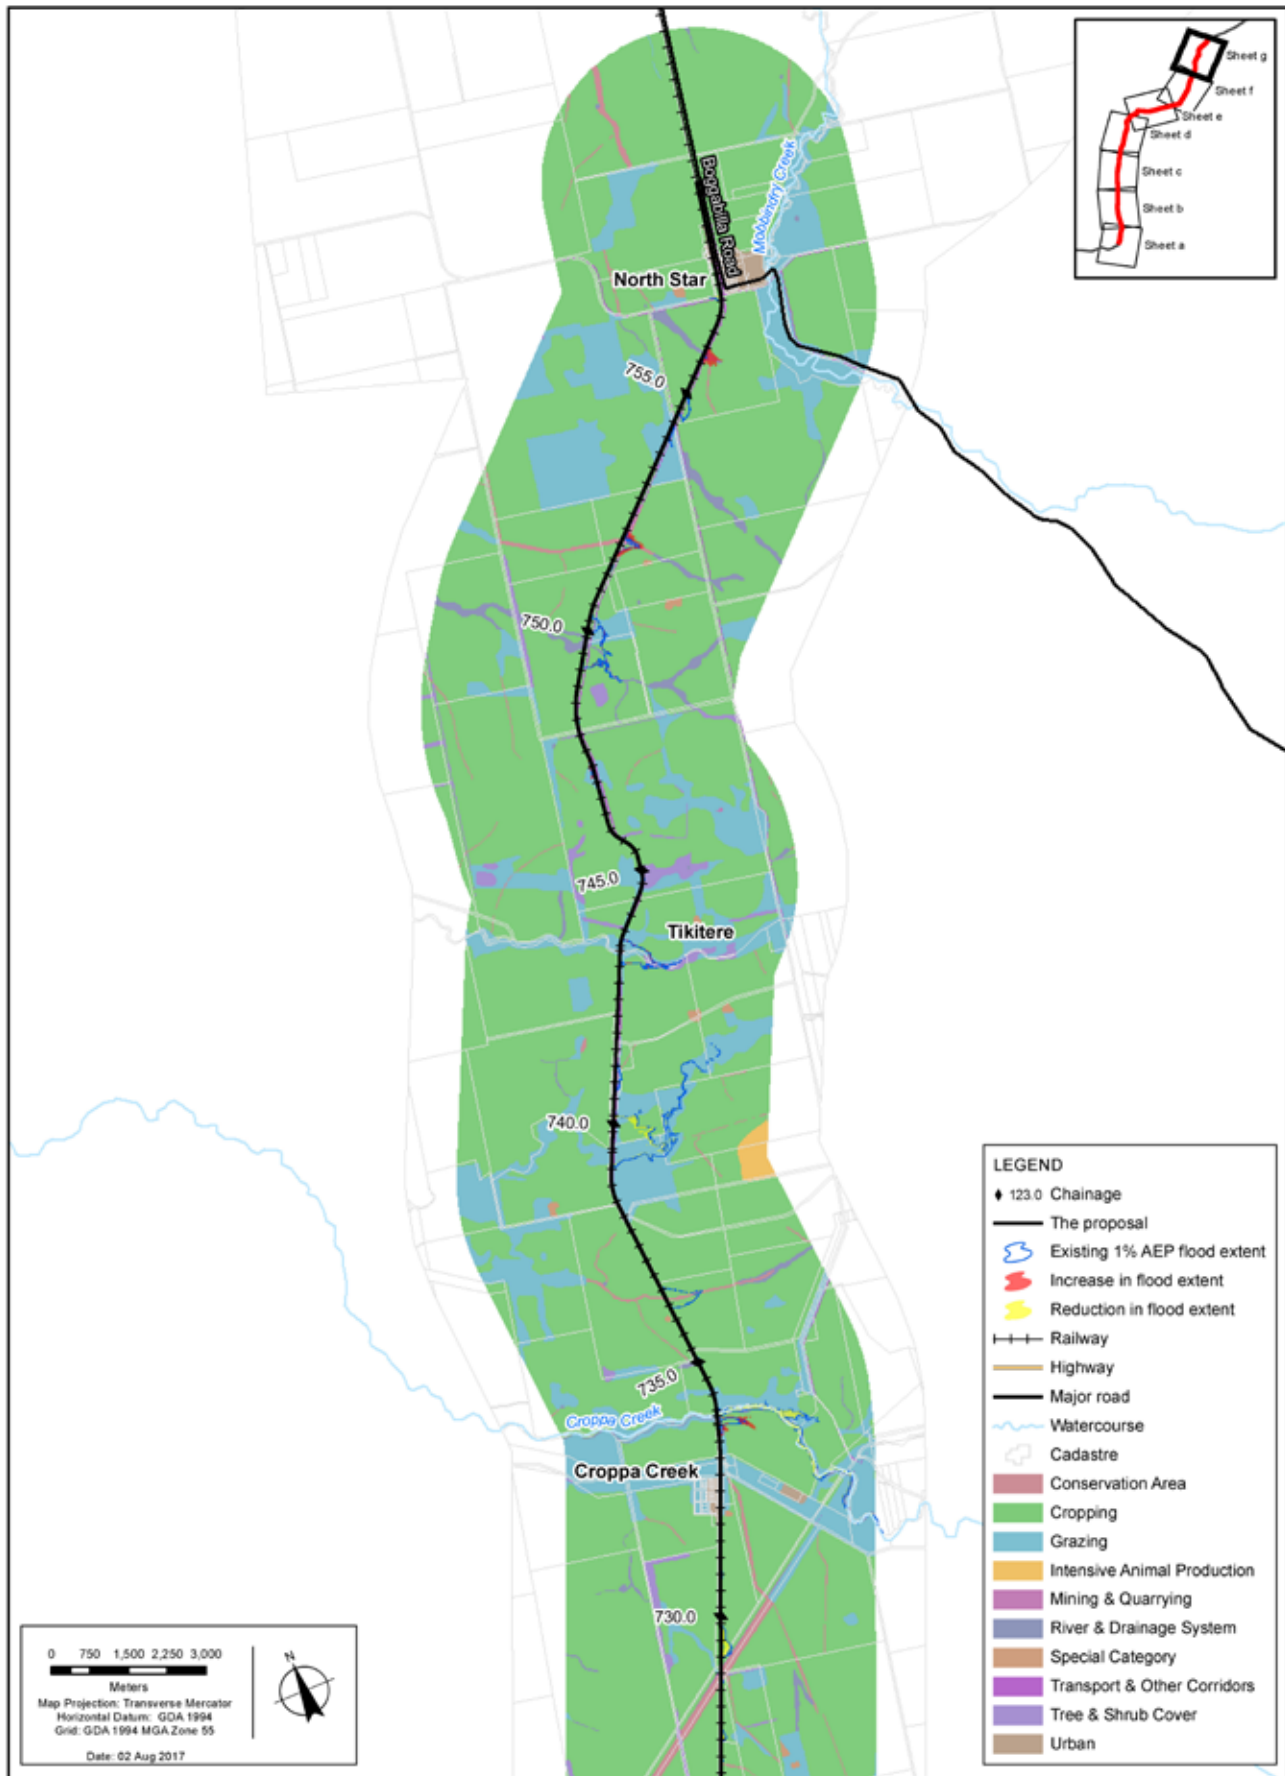 Sheet g
Sheet f
Sheet e
Sheet d
Sheet c
Sheet b
Sheet a
Mobbindry Creek
Boggabilla Road
North Star
755.0
750.0
745.0
Tikitere
740.0
735.0
Croppa Creek
Croppa Creek
730.0
LEGEND
123.0 Chainage
The proposal
Existing 1% AEP flood extent
Increase in flood extent
Reduction in flood extent
Railway
Highway
Major road
Watercourse
Cadastre
Conservation Area
Cropping
Grazing
Intensive Animal Production
Mining & Quarrying
River & Drainage System
Special Category
Transport & Other Corridors
Tree & Shrub Cover
Urban
0 750 1,500 2,250 3,000
Meters
Map Projection: Transverse Mercator
Horizontal Datum: GDA 1994
Grid: GDA 1994 MGA Zone 55
Date: 02 Aug 2017
N